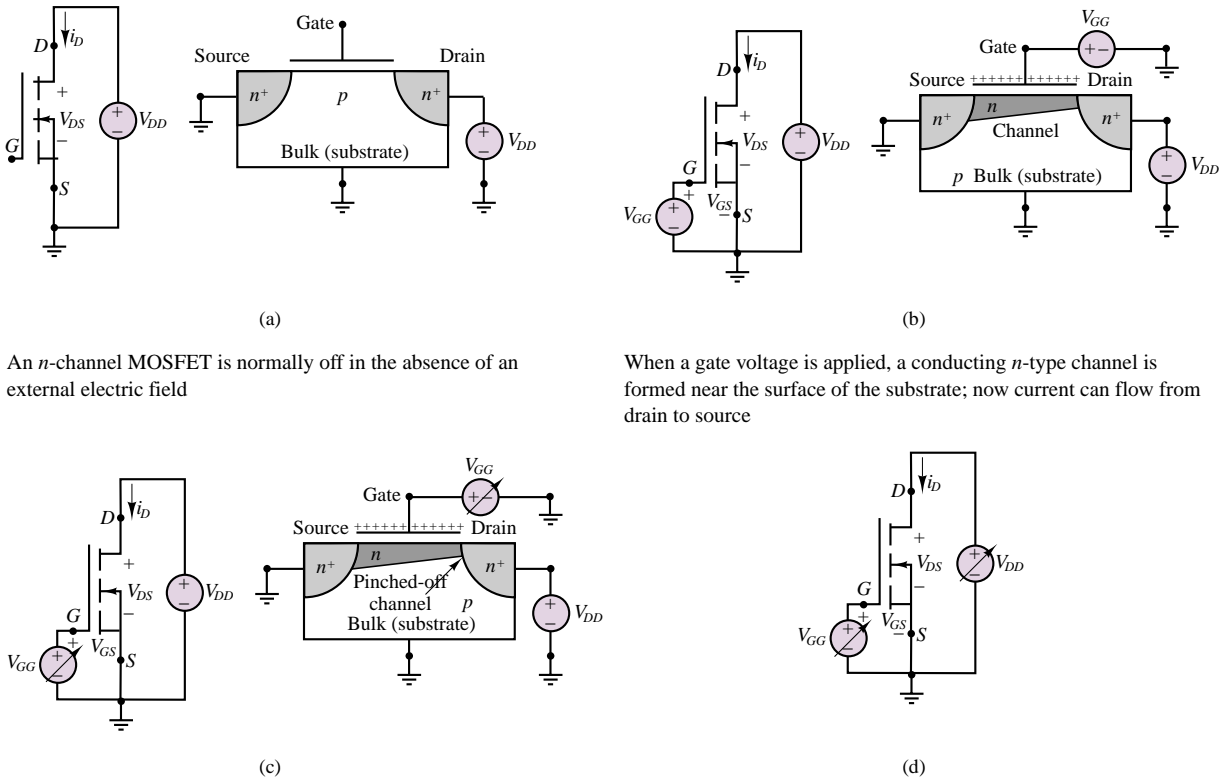 Gate
D
i_D
Source
Drain
n+
p
n+
+
V_DS
−
+
−
V_DD
G
S
Bulk (substrate)
+
−
V_DD
(a)
An n-channel MOSFET is normally off in the absence of an
external electric field
V_GG
Gate
+ −
D
i_D
Source
++++++ ++++++
Drain
n+
n
n+
Channel
+
V_DS
−
+
−
V_DD
G
+
V_GS
−
S
V_GG
+
−
p Bulk (substrate)
+
−
V_DD
(b)
When a gate voltage is applied, a conducting n-type channel is
formed near the surface of the substrate; now current can flow from
drain to source
V_GG
Gate
+ −
D
i_D
Source
++++++ ++++++
Drain
n+
n
n+
Pinched-off
channel
p
Bulk (substrate)
+
V_DS
−
+
−
V_DD
G
+
V_GS
−
S
V_GG
+
−
+
−
V_DD
(c)
D
i_D
+
V_DS
−
+
−
V_DD
G
+
V_GS
−
S
V_GG
+
−
(d)